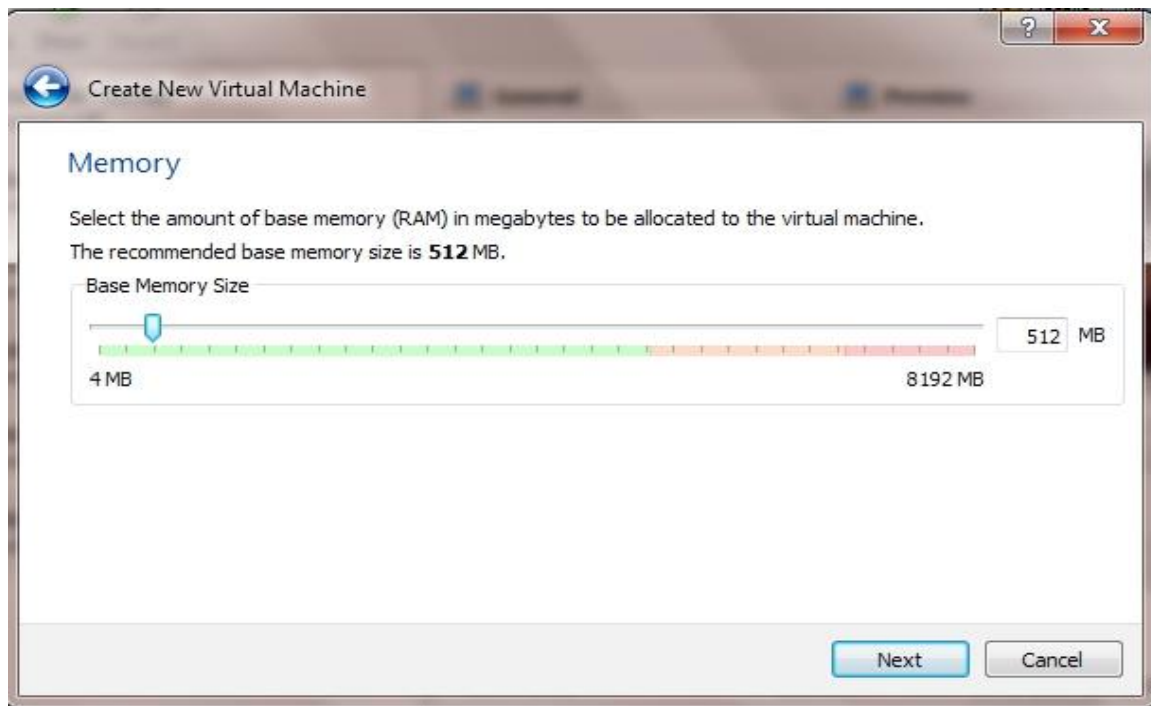 ?
X
Create New Virtual Machine
Memory
Select the amount of base memory (RAM) in megabytes to be allocated to the virtual machine.
The recommended base memory size is 512 MB.
Base Memory Size
512 MB
4 MB 8192 MB
Next Cancel